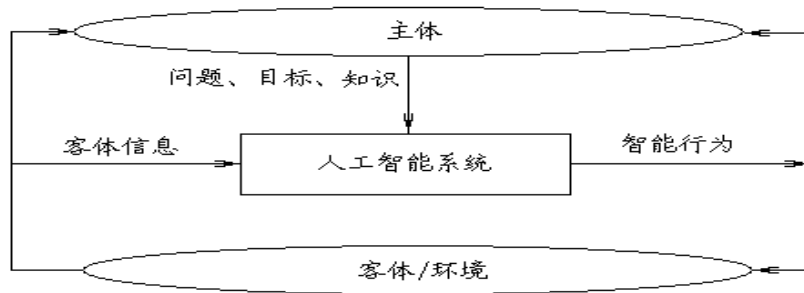 主体
问题、目标、知识
客体信息
人工智能系统
智能行为
客体/环境